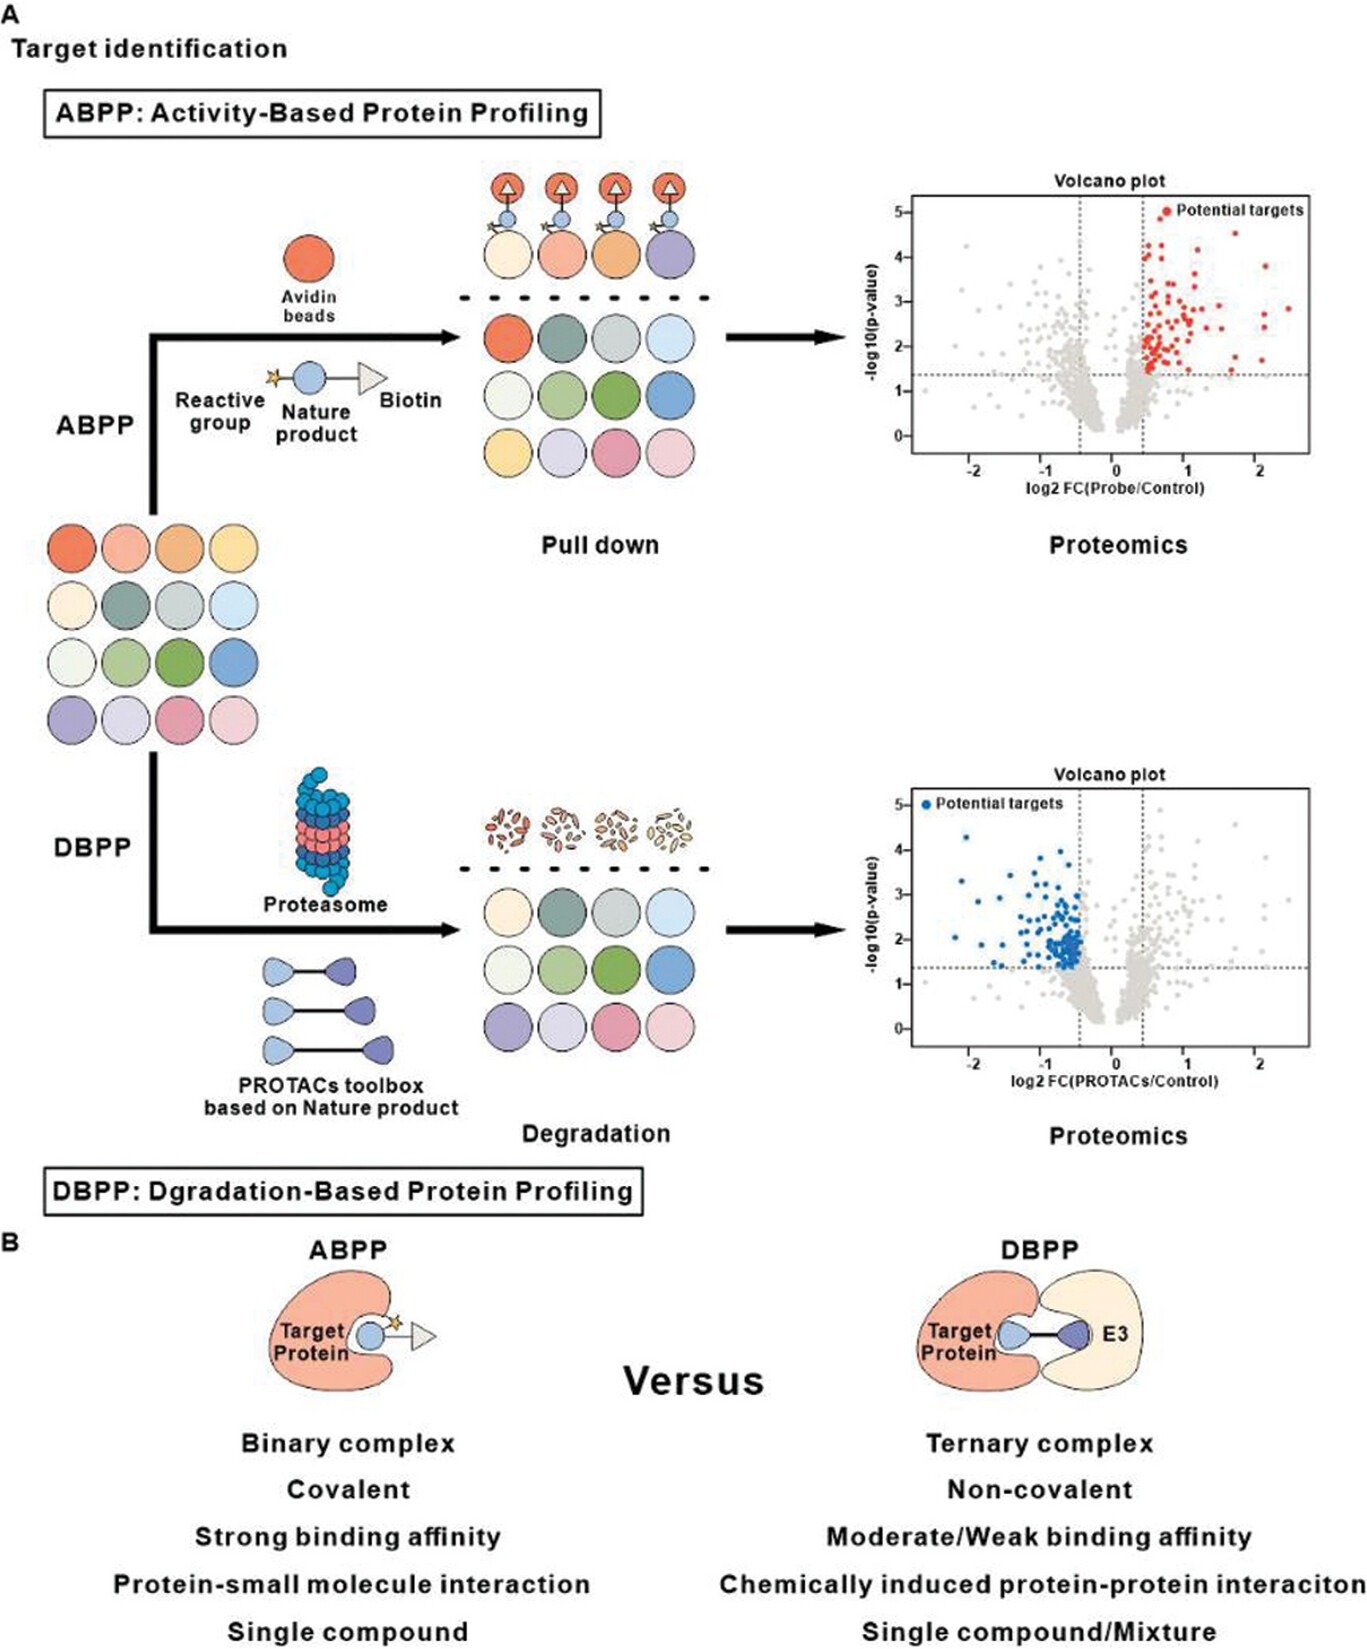 A
Target identification
ABPP: Activity-Based Protein Profiling
Avidin
beads
Reactive
group
Nature
product
Biotin
ABPP
Pull down
Volcano plot
Potential targets
-log10(p-value)
5
4
3
2
1
0
-2
-1
0
1
2
log2 FC(Probe/Control)
Proteomics
DBPP
Proteasome
PROTACs toolbox
based on Nature product
Degradation
Volcano plot
Potential targets
-log10(p-value)
5
4
3
2
1
0
-2
-1
0
1
2
log2 FC(PROTACs/Control)
Proteomics
DBPP: Dgradation-Based Protein Profiling
B
ABPP
Target
Protein
Binary complex
Covalent
Strong binding affinity
Protein-small molecule interaction
Single compound
Versus
DBPP
Target
Protein
E3
Ternary complex
Non-covalent
Moderate/Weak binding affinity
Chemically induced protein-protein interaciton
Single compound/Mixture